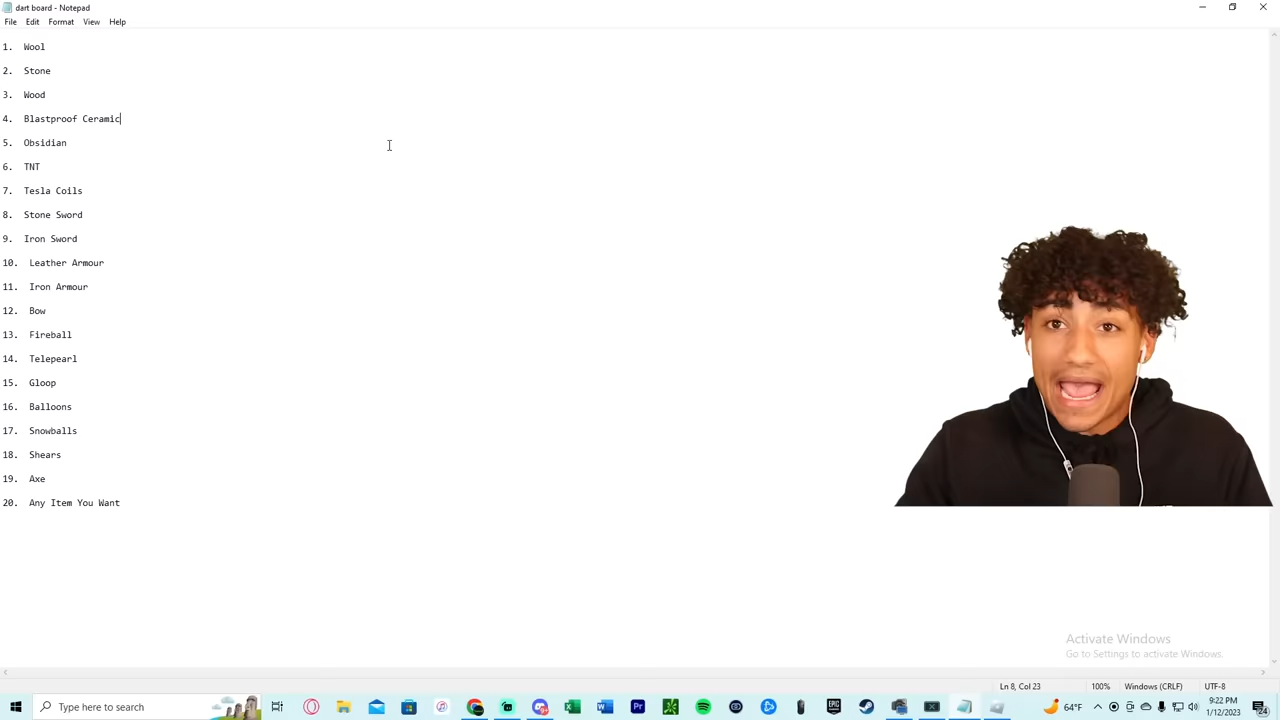 dart board - Notepad
File Edit Format View Help
1. Wool
2. Stone
3. Wood
4. Blastproof Ceramic
5. Obsidian
6. TNT
7. Tesla Coils
8. Stone Sword
9. Iron Sword
10. Leather Armour
11. Iron Armour
12. Bow
13. Fireball
14. Telepearl
15. Gloop
16. Balloons
17. Snowballs
18. Shears
19. Axe
20. Any Item You Want
Activate Windows
Go to Settings to activate Windows.
Ln 8, Col 23 100% Windows (CRLF) UTF-8
Type here to search 64°F 9:22 PM
1/12/2023 24